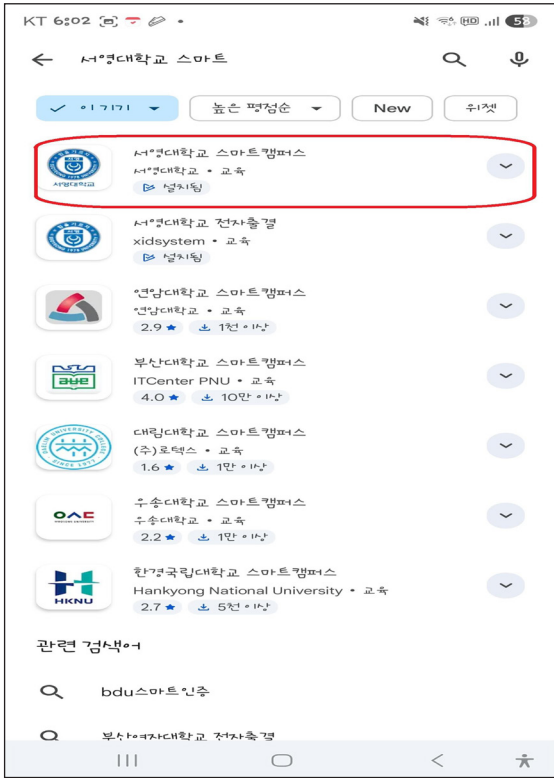 KT 6:02
HD 58
서영대학교 스마트
이 기기
높은 평점순
New
위젯
서영대학교 스마트캠퍼스
서영대학교 • 교육
설치됨
서영대학교
서영대학교 전자출결
xidsystem • 교육
설치됨
연암대학교 스마트캠퍼스
연암대학교 • 교육
2.9 ★ 1천 이상
부산대학교 스마트캠퍼스
ITCenter PNU • 교육
4.0 ★ 10만 이상
대림대학교 스마트캠퍼스
(주)로텍스 • 교육
1.6 ★ 1만 이상
우송대학교 스마트캠퍼스
우송대학교 • 교육
2.2 ★ 1만 이상
한경국립대학교 스마트캠퍼스
Hankyong National University • 교육
HKNU
2.7 ★ 5천 이상
관련 검색어
bdu스마트인증
부산여자대학교 전자출결